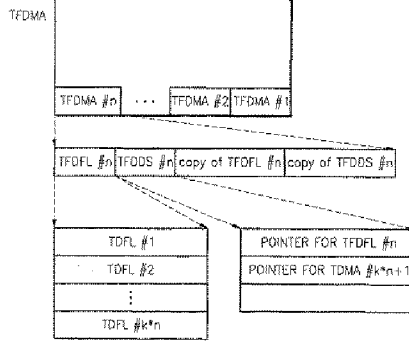 TFDMA
TFDMA #n ··· TFDMA #2 TFDMA #1
TFDFL #n TFDDS #n copy of TFDFL #n copy of TFDDS #n
TDFL #1
TDFL #2
⋮
TDFL #k*n
POINTER FOR TFDFL #n
POINTER FOR TDMA #k*n+1